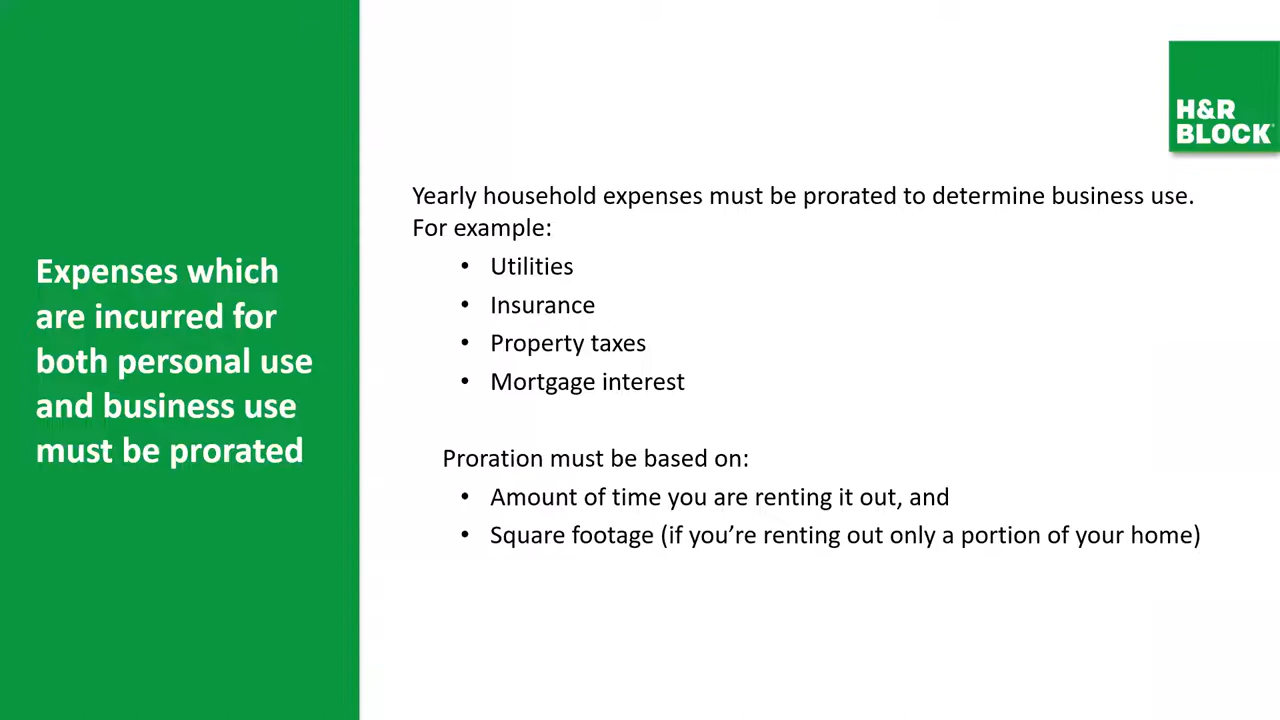 H&R
BLOCK
Expenses which
are incurred for
both personal use
and business use
must be prorated
Yearly household expenses must be prorated to determine business use.
For example:
• Utilities
• Insurance
• Property taxes
• Mortgage interest
Proration must be based on:
• Amount of time you are renting it out, and
• Square footage (if you’re renting out only a portion of your home)